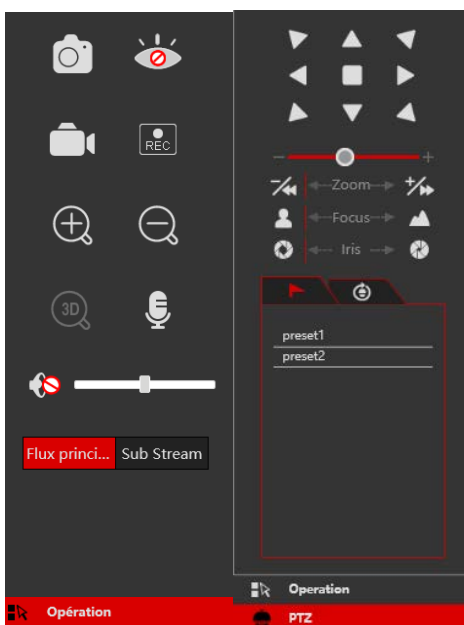 REC
3D
Flux princi... Sub Stream
Opération
Zoom
Focus
Iris
preset1
preset2
Operation
PTZ